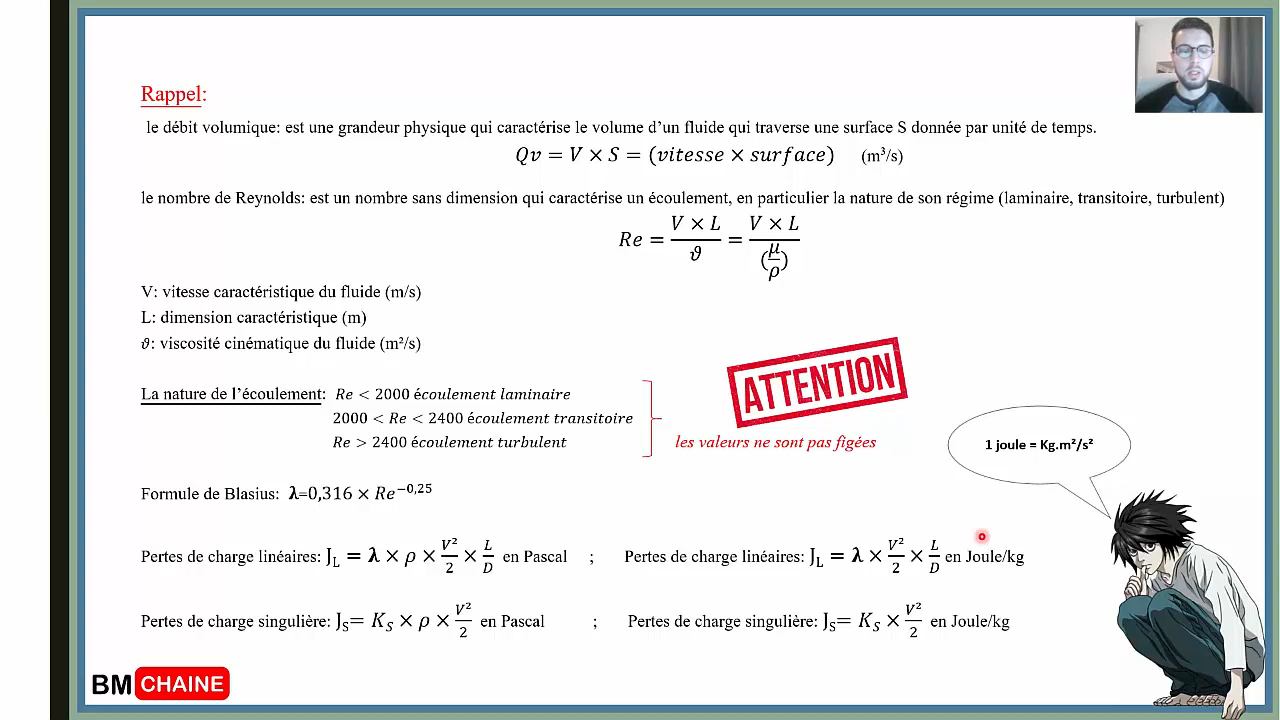 Rappel:
le débit volumique: est une grandeur physique qui caractérise le volume d’un fluide qui traverse une surface S donnée par unité de temps.
Qv = V × S = (vitesse × surface) (m³/s)
le nombre de Reynolds: est un nombre sans dimension qui caractérise un écoulement, en particulier la nature de son régime (laminaire, transitoire, turbulent)
Re = (V × L)/ϑ = (V × L)/(μ/ρ)
V: vitesse caractéristique du fluide (m/s)
L: dimension caractéristique (m)
ϑ: viscosité cinématique du fluide (m²/s)
ATTENTION
La nature de l’écoulement: Re < 2000 écoulement laminaire
2000 < Re < 2400 écoulement transitoire
Re > 2400 écoulement turbulent
les valeurs ne sont pas figées
1 joule = Kg.m²/s²
Formule de Blasius: λ=0,316 × Re⁻⁰,²⁵
Pertes de charge linéaires: J_L = λ × ρ × V²/2 × L/D en Pascal ; Pertes de charge linéaires: J_L = λ × V²/2 × L/D en Joule/kg
Pertes de charge singulière: J_S= K_S × ρ × V²/2 en Pascal ; Pertes de charge singulière: J_S= K_S × V²/2 en Joule/kg
BM CHAINE